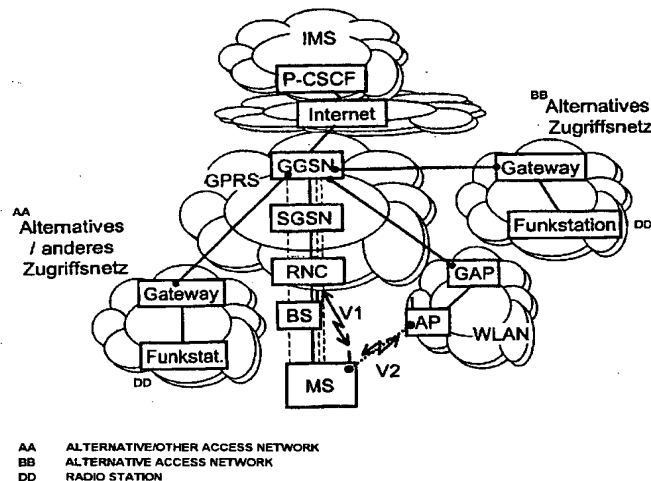 IMS
P-CSCF
Internet
BB Alternatives
Zugriffsnetz
GGSN
Gateway
GPRS
SGSN
Funkstation DD
AA
Alternatives
/ anderes
Zugriffsnetz
RNC
GAP
Gateway
BS
V1
AP
WLAN
Funkstat.
DD
MS
V2
AA ALTERNATIVE/OTHER ACCESS NETWORK
BB ALTERNATIVE ACCESS NETWORK
DD RADIO STATION